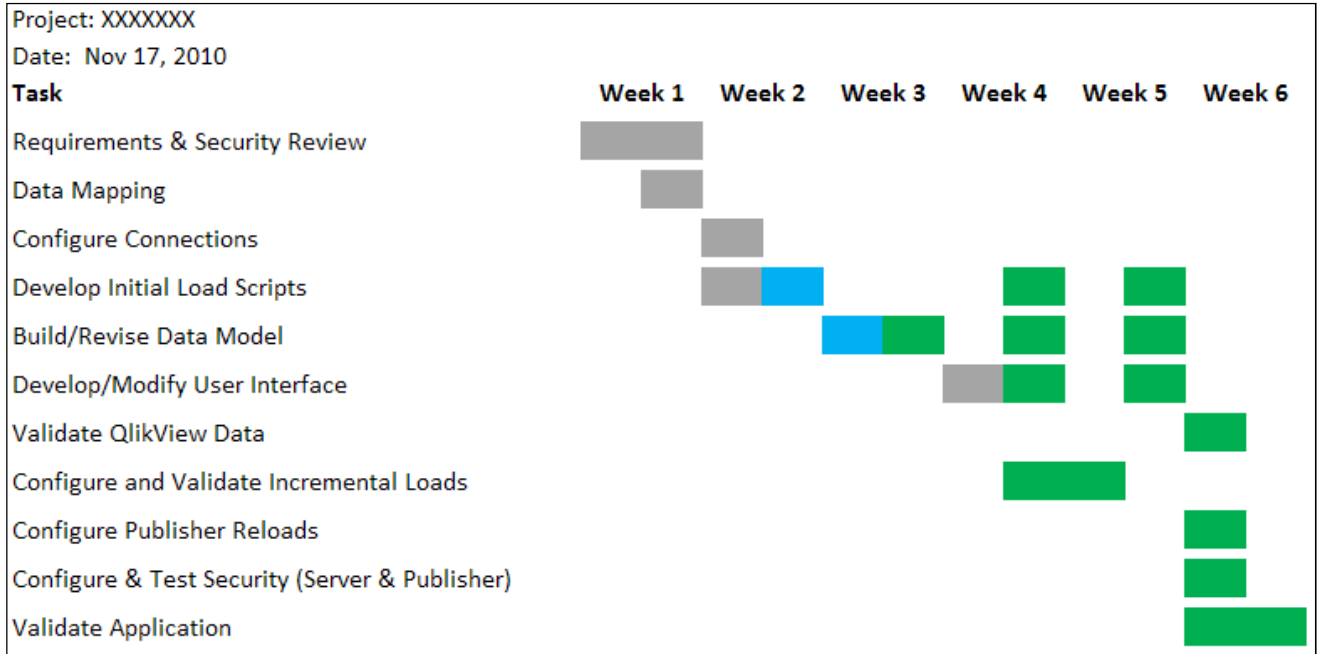 Project: XXXXXXX
Date:  Nov 17, 2010
Task Week 1 Week 2 Week 3 Week 4 Week 5 Week 6
Requirements & Security Review
Data Mapping
Configure Connections
Develop Initial Load Scripts
Build/Revise Data Model
Develop/Modify User Interface
Validate QlikView Data
Configure and Validate Incremental Loads
Configure Publisher Reloads
Configure & Test Security (Server & Publisher)
Validate Application